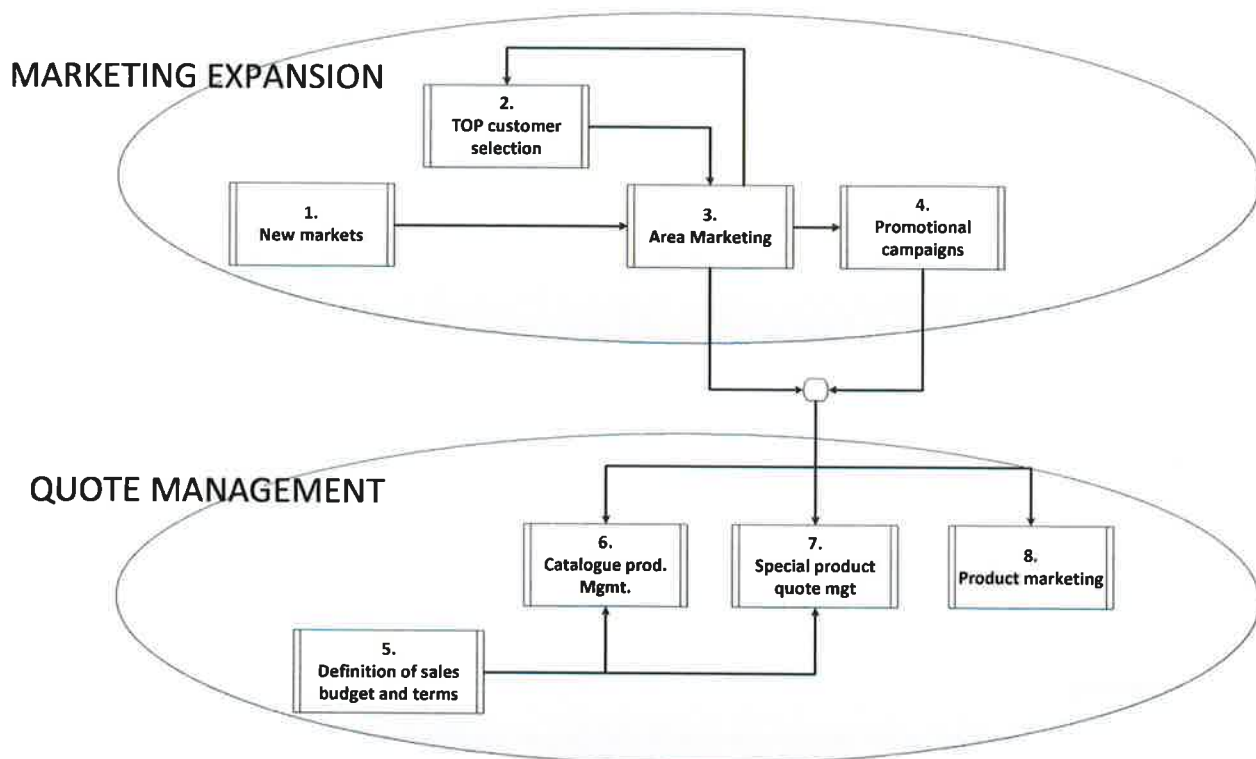 MARKETING EXPANSION
2.
TOP customer
selection
1.
New markets
3.
Area Marketing
4.
Promotional
campaigns
QUOTE MANAGEMENT
6.
Catalogue prod.
Mgmt.
7.
Special product
quote mgt
8.
Product marketing
5.
Definition of sales
budget and terms